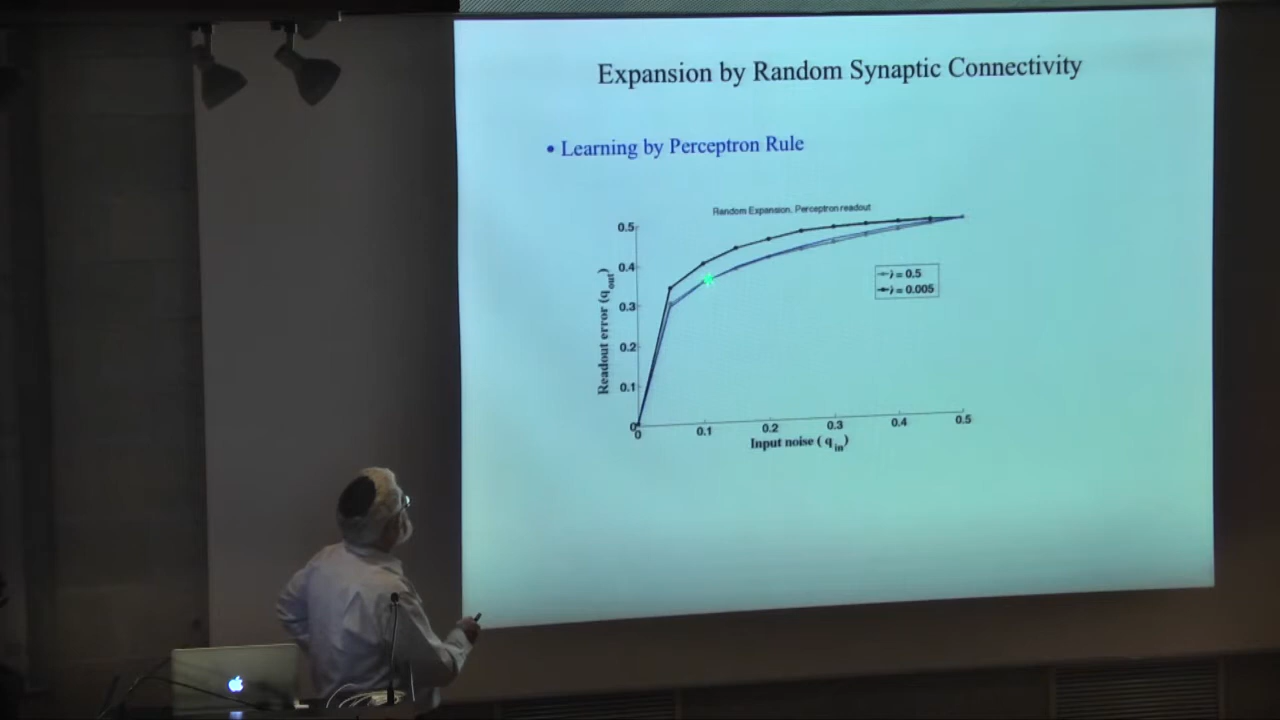 Expansion by Random Synaptic Connectivity
• Learning by Perceptron Rule
Random Expansion, Perceptron readout
0.5
0.4
0.3
0.2
0.1
0
Readout error (q out)
0
0.1
0.2
0.3
0.4
0.5
Input noise ( q in)
= 0.5
= 0.005